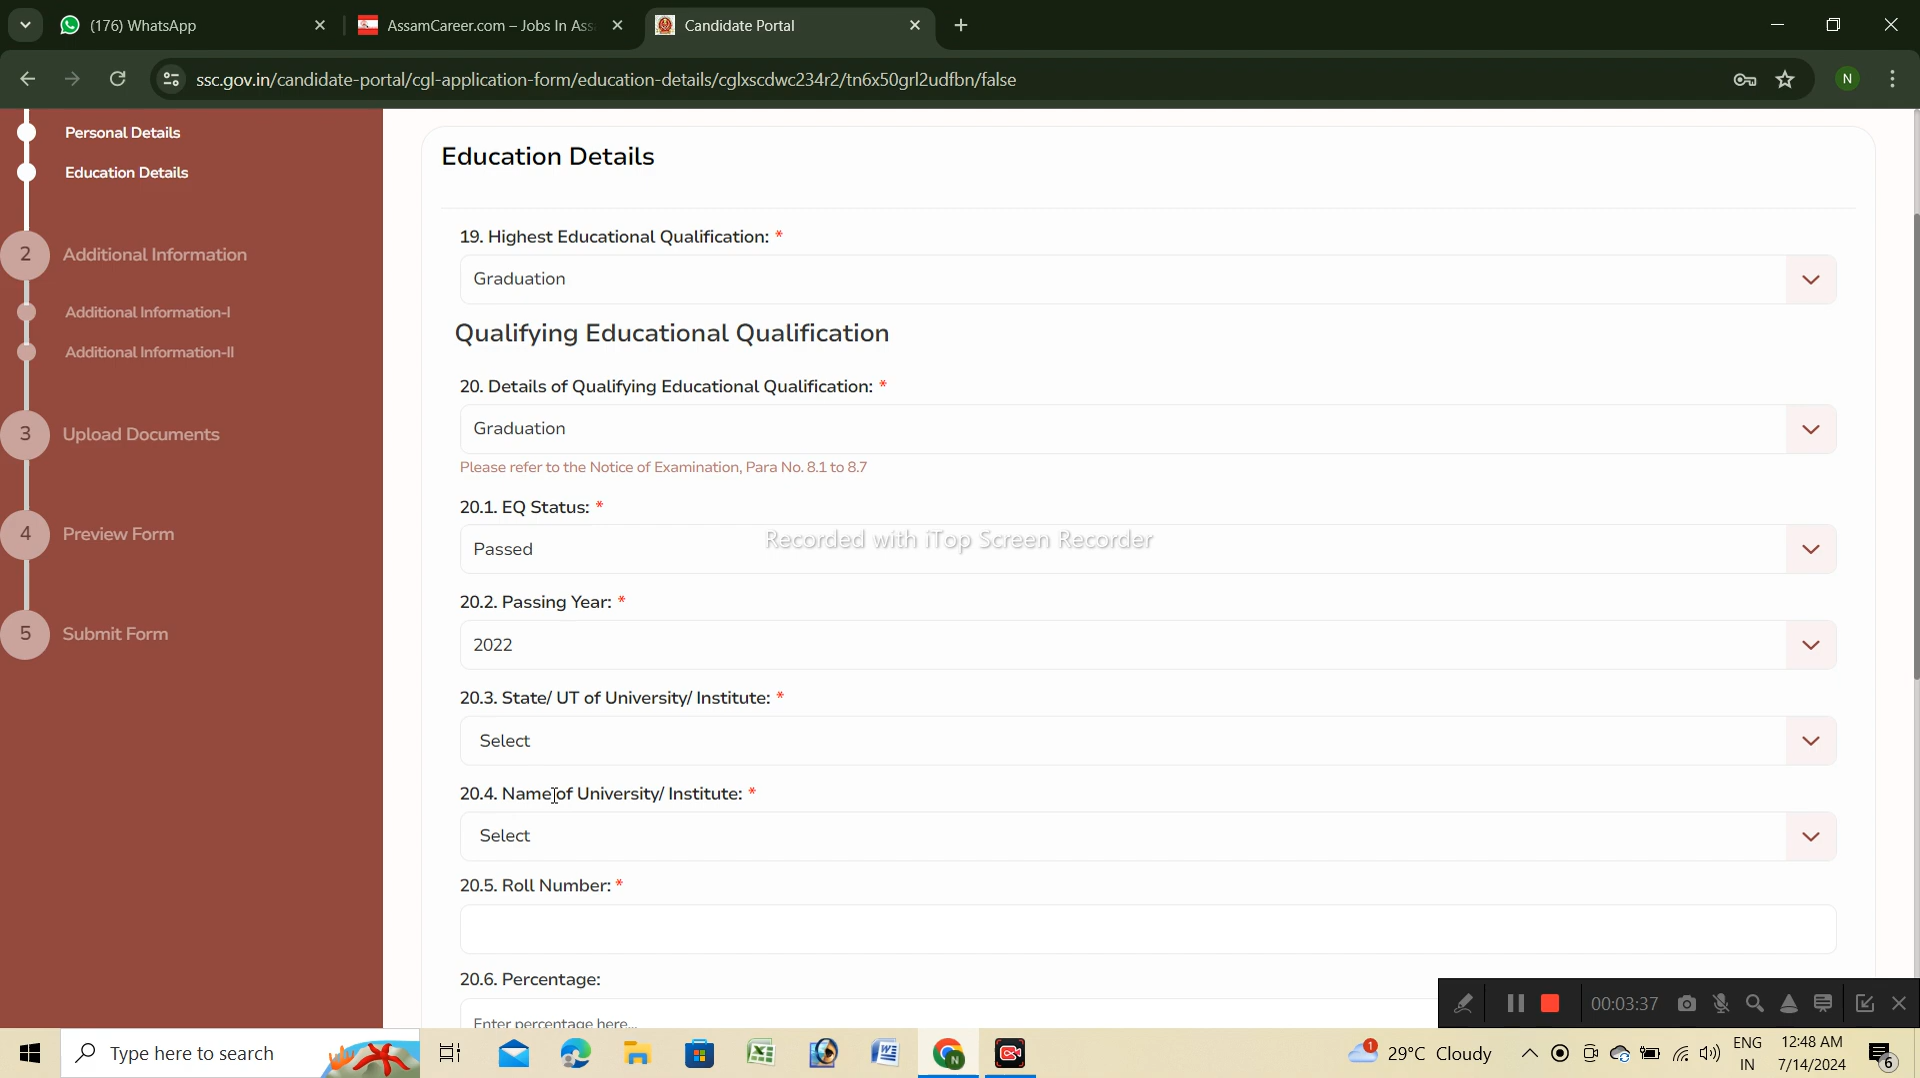 (176) WhatsApp
AssamCareer.com – Jobs In Ass
Candidate Portal
ssc.gov.in/candidate-portal/cgl-application-form/education-details/cglxscdwc234r2/tn6x50grl2udfbn/false
N
Personal Details
Education Details
2 Additional Information
Additional Information-I
Additional Information-II
3 Upload Documents
4 Preview Form
5 Submit Form
Education Details
19. Highest Educational Qualification: *
Graduation
Qualifying Educational Qualification
20. Details of Qualifying Educational Qualification: *
Graduation
Please refer to the Notice of Examination, Para No. 8.1 to 8.7
20.1. EQ Status: *
Passed
Recorded with iTop Screen Recorder
20.2. Passing Year: *
2022
20.3. State/ UT of University/ Institute: *
Select
20.4. Name of University/ Institute: *
Select
20.5. Roll Number: *
20.6. Percentage:
Enter percentage here...
00:03:37
Type here to search
N
1
29°C Cloudy
ENG
IN
12:48 AM
7/14/2024
6